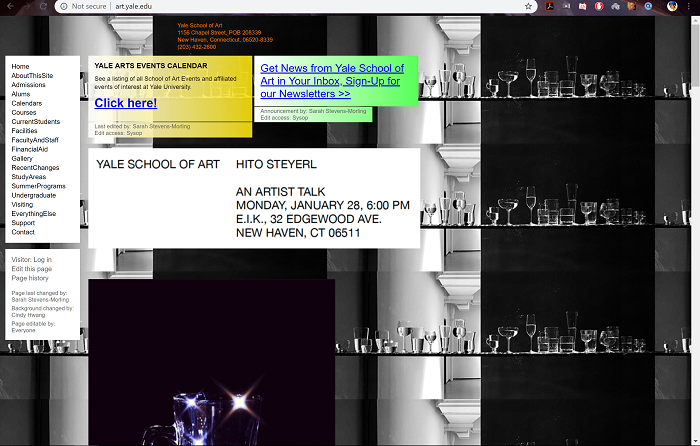 Not secure | art.yale.edu
Yale School of Art
1156 Chapel Street, POB 208339
New Haven, Connecticut, 06520-8339
(203) 432-2600
Home
AboutThisSite
Admissions
Alums
Calendars
Courses
CurrentStudents
Facilities
FacultyAndStaff
FinancialAid
Gallery
RecentChanges
StudyAreas
SummerPrograms
Undergraduate
Visiting
EverythingElse
Support
Contact
Visitor: Log in
Edit this page
Page history
Page last changed by:
Sarah Stevens-Morling
Background changed by:
Cindy Hwang
Page editable by:
Everyone
YALE ARTS EVENTS CALENDAR
See a listing of all School of Art Events and affiliated
events of interest at Yale University.
Click here!
Last edited by: Sarah Stevens-Morling
Edit access: Sysop
Get News from Yale School of
Art in Your Inbox, Sign-Up for
our Newsletters >>
Announcement by: Sarah Stevens-Morling
Edit access: Sysop
YALE SCHOOL OF ART HITO STEYERL
AN ARTIST TALK
MONDAY, JANUARY 28, 6:00 PM
E.I.K., 32 EDGEWOOD AVE.
NEW HAVEN, CT 06511